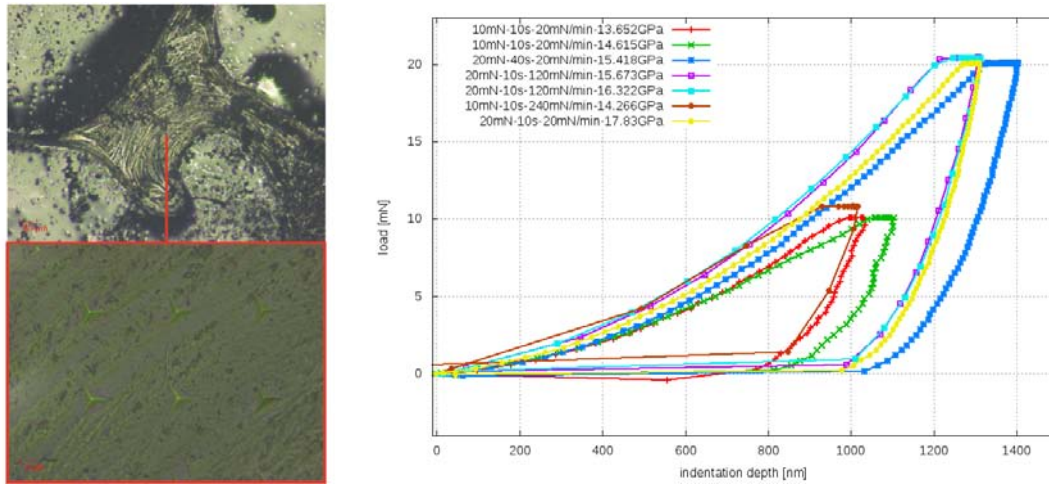 10mN-10s-20mN/min-13.652GPa
10mN-10s-20mN/min-14.615GPa
20mN-40s-20mN/min-15.418GPa
20mN-10s-120mN/min-15.673GPa
20mN-10s-120mN/min-16.322GPa
10mN-10s-240mN/min-14.266GPa
20mN-10s-20mN/min-17.83GPa
20
15
10
5
0
load [mN]
0 200 400 600 800 1000 1200 1400
indentation depth [nm]